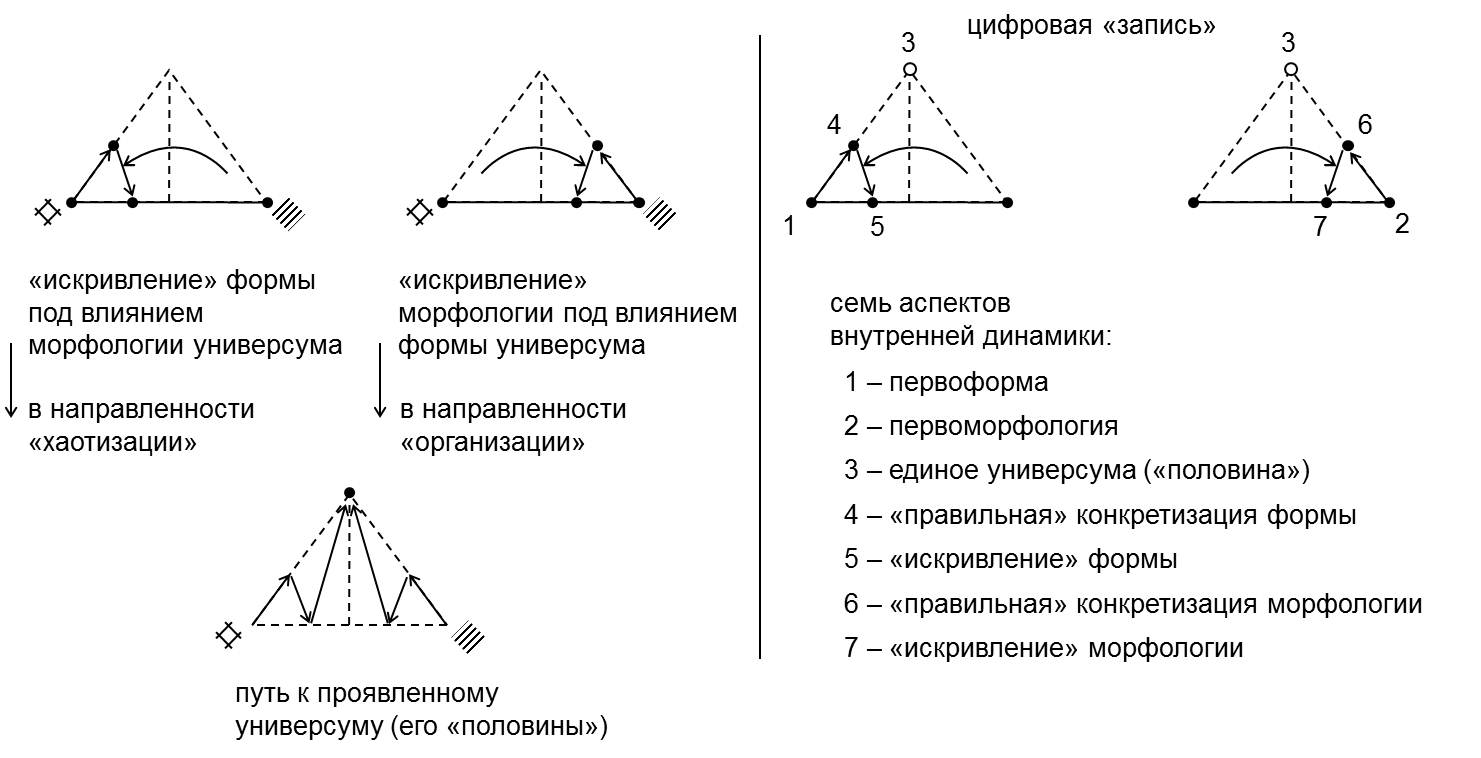 «искривление» формы
под влиянием
морфологии универсума
в направленности
«хаотизации»
«искривление»
морфологии под влиянием
формы универсума
в направленности
«организации»
путь к проявленному
универсуму (его «половины»)
цифровая «запись»
3
4
1
5
3
6
7
2
семь аспектов
внутренней динамики:
1 – первоформа
2 – первоморфология
3 – единое универсума («половина»)
4 – «правильная» конкретизация формы
5 – «искривление» формы
6 – «правильная» конкретизация морфологии
7 – «искривление» морфологии